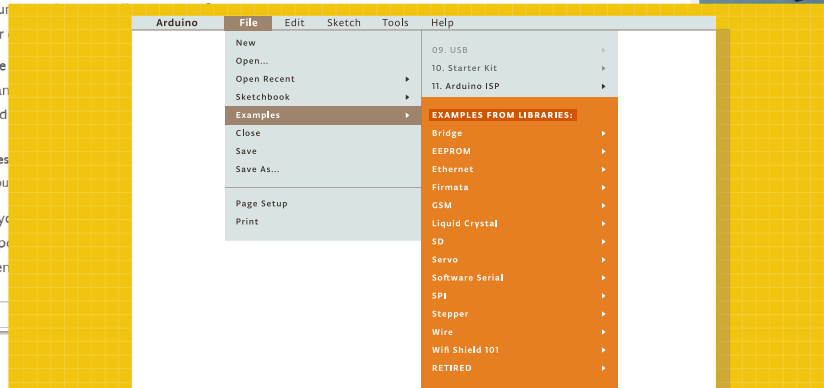 Arduino File Edit Sketch Tools Help
New
Open...
Open Recent
Sketchbook
Examples
Close
Save
Save As...
Page Setup
Print
09. USB
10. Starter Kit
11. Arduino ISP
EXAMPLES FROM LIBRARIES:
Bridge
EEPROM
Ethernet
Firmata
GSM
Liquid Crystal
SD
Servo
Software Serial
SPI
Stepper
Wire
Wifi Shield 101
RETIRED